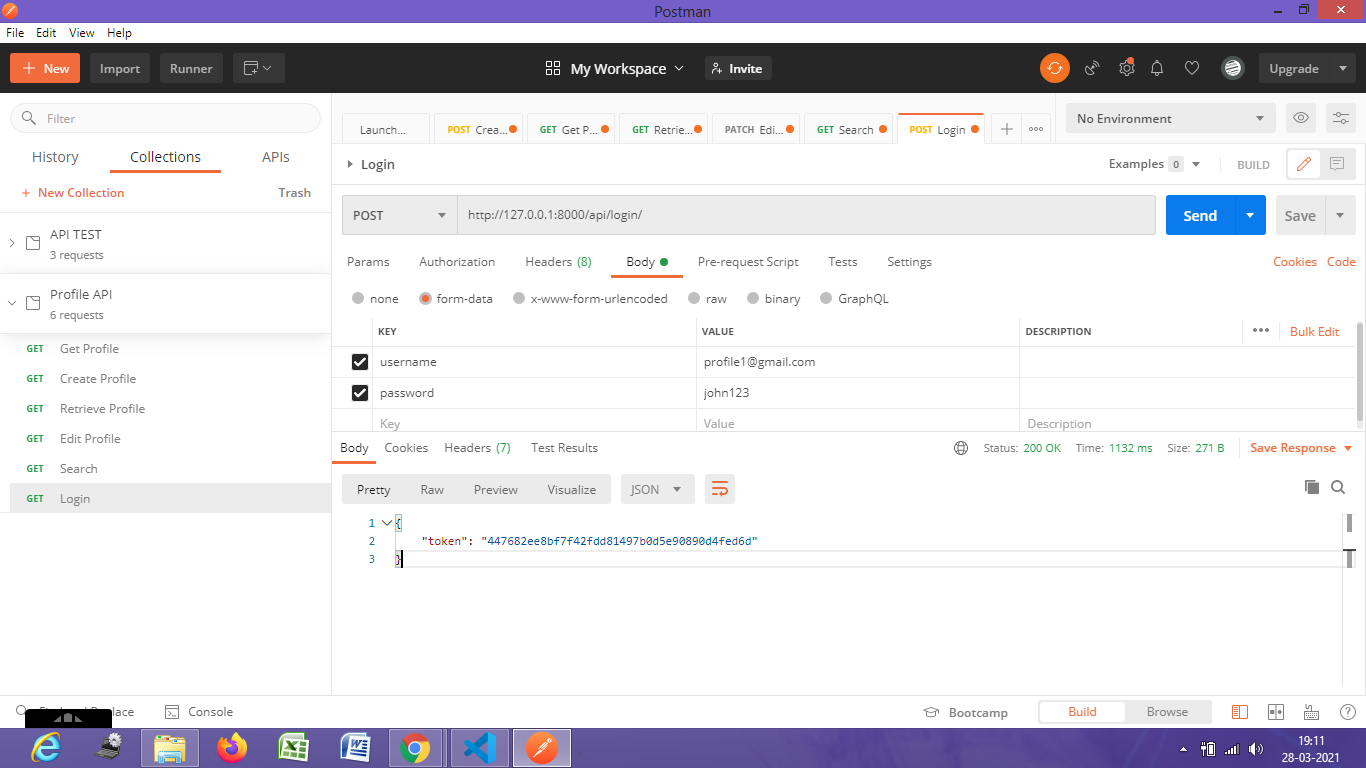 Postman
File Edit View Help
New Import Runner My Workspace Invite Upgrade
Filter
History Collections APIs
+ New Collection Trash
API TEST
3 requests
Profile API
6 requests
GET Get Profile
GET Create Profile
GET Retrieve Profile
GET Edit Profile
GET Search
GET Login
Launch... POST Crea... GET Get P... GET Retrie... PATCH Edi... GET Search POST Login No Environment
Login Examples 0 BUILD
POST http://127.0.0.1:8000/api/login/ Send Save
Params Authorization Headers (8) Body Pre-request Script Tests Settings Cookies Code
none form-data x-www-form-urlencoded raw binary GraphQL
KEY VALUE DESCRIPTION Bulk Edit
username profile1@gmail.com
password john123
Key Value Description
Body Cookies Headers (7) Test Results Status: 200 OK Time: 1132 ms Size: 271 B Save Response
Pretty Raw Preview Visualize JSON
1 {
2 "token": "447682ee8bf7f42fdd81497b0d5e90890d4fed6d"
3 }
Console Bootcamp Build Browse
19:11
28-03-2021